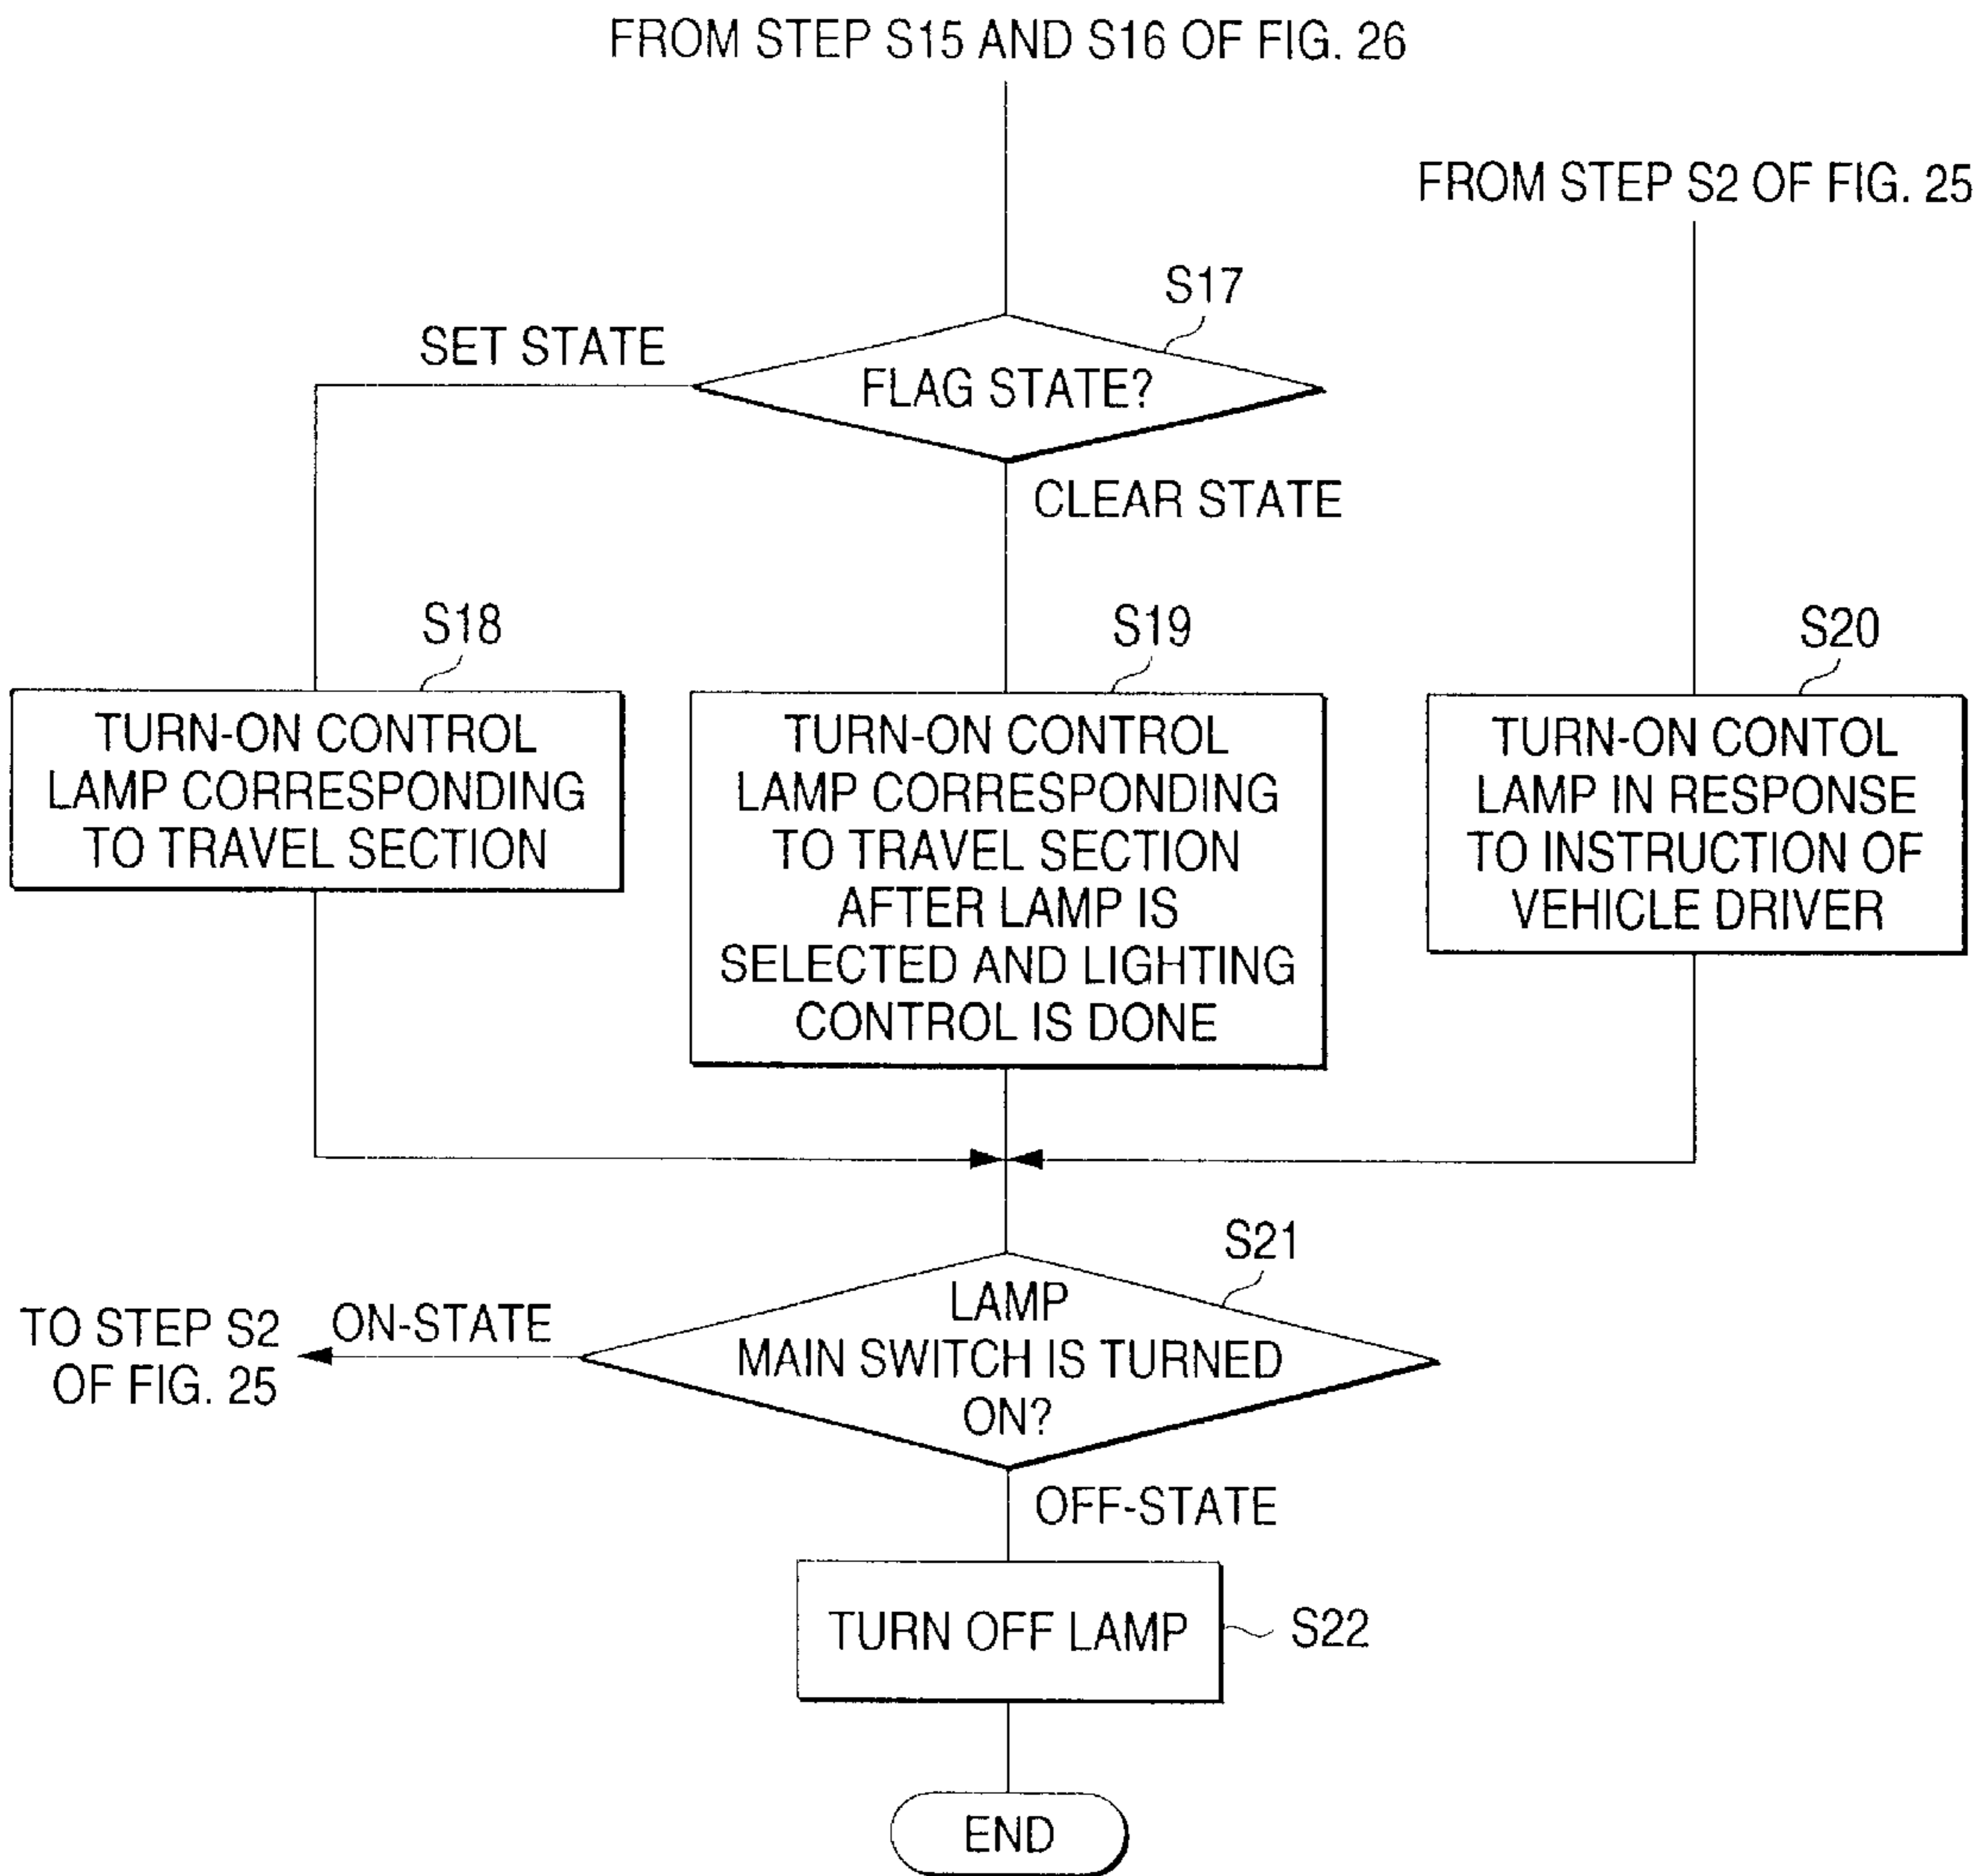 FROM STEP S15 AND S16 OF FIG. 26
FROM STEP S2 OF FIG. 25
S17
SET STATE
FLAG STATE?
CLEAR STATE
S18
TURN-ON CONTROL
LAMP CORRESPONDING
TO TRAVEL SECTION
S19
TURN-ON CONTROL
LAMP CORRESPONDING
TO TRAVEL SECTION
AFTER LAMP IS
SELECTED AND LIGHTING
CONTROL IS DONE
S20
TURN-ON CONTOL
LAMP IN RESPONSE
TO INSTRUCTION OF
VEHICLE DRIVER
S21
LAMP
MAIN SWITCH IS TURNED
ON?
ON-STATE
TO STEP S2
OF FIG. 25
OFF-STATE
TURN OFF LAMP
S22
END